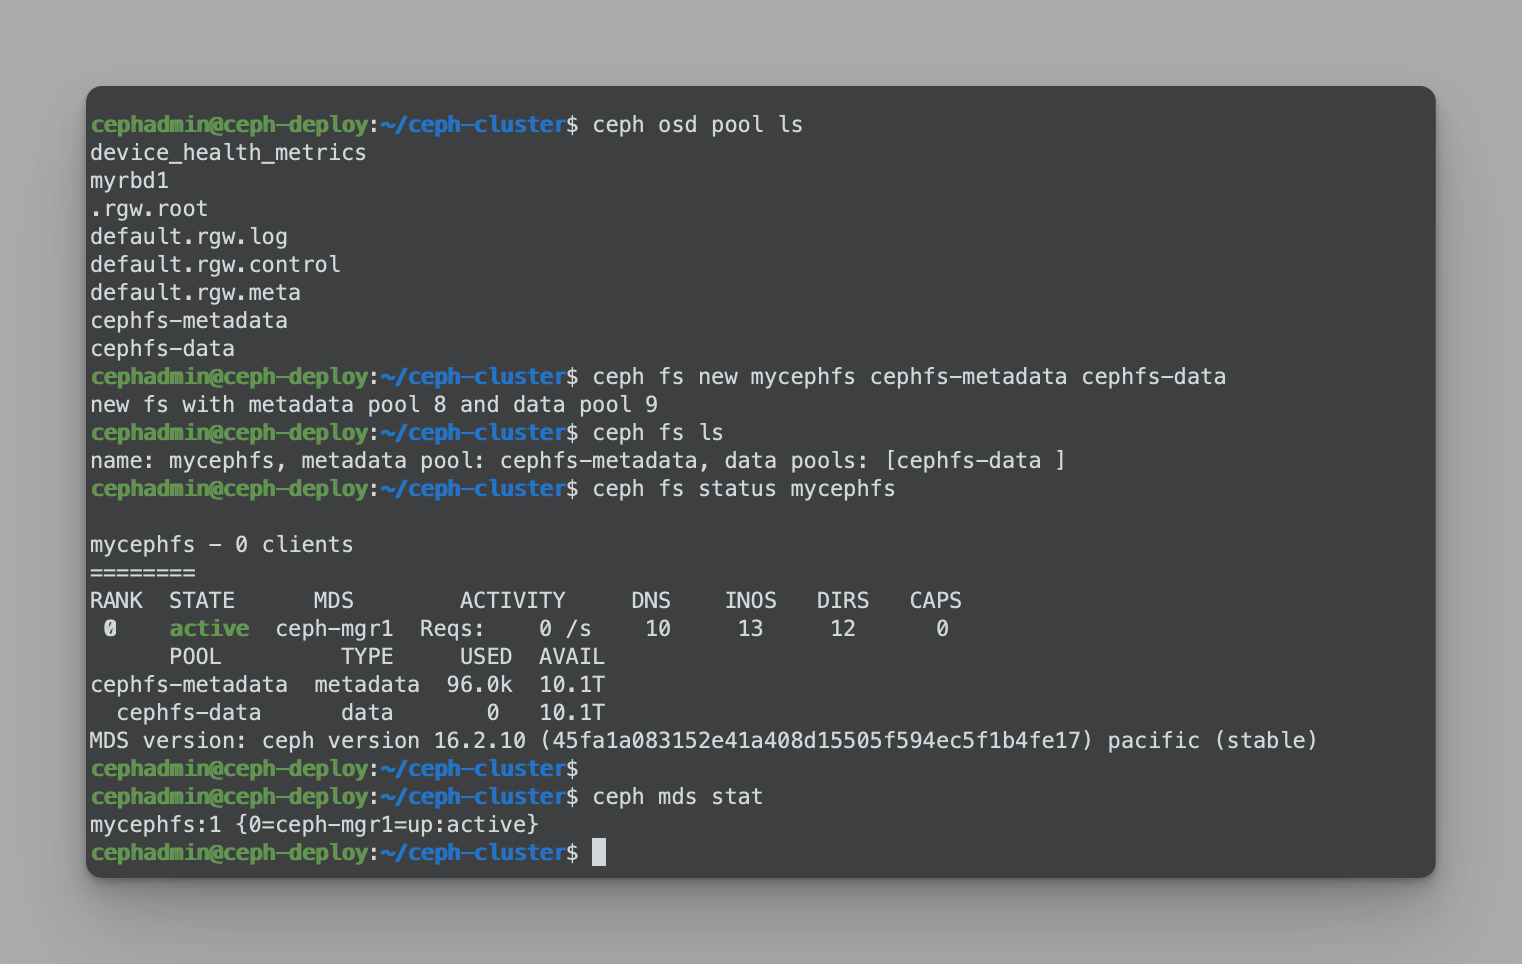 cephadmin@ceph-deploy:~/ceph-cluster$ ceph osd pool ls
device_health_metrics
myrbd1
.rgw.root
default.rgw.log
default.rgw.control
default.rgw.meta
cephfs-metadata
cephfs-data
cephadmin@ceph-deploy:~/ceph-cluster$ ceph fs new mycephfs cephfs-metadata cephfs-data
new fs with metadata pool 8 and data pool 9
cephadmin@ceph-deploy:~/ceph-cluster$ ceph fs ls
name: mycephfs, metadata pool: cephfs-metadata, data pools: [cephfs-data ]
cephadmin@ceph-deploy:~/ceph-cluster$ ceph fs status mycephfs
mycephfs - 0 clients
========
RANK  STATE      MDS        ACTIVITY     DNS    INOS   DIRS   CAPS
 0    active  ceph-mgr1  Reqs:    0 /s    10     13     12      0
      POOL         TYPE     USED  AVAIL
cephfs-metadata  metadata  96.0k  10.1T
  cephfs-data      data       0   10.1T
MDS version: ceph version 16.2.10 (45fa1a083152e41a408d15505f594ec5f1b4fe17) pacific (stable)
cephadmin@ceph-deploy:~/ceph-cluster$
cephadmin@ceph-deploy:~/ceph-cluster$ ceph mds stat
mycephfs:1 {0=ceph-mgr1=up:active}
cephadmin@ceph-deploy:~/ceph-cluster$